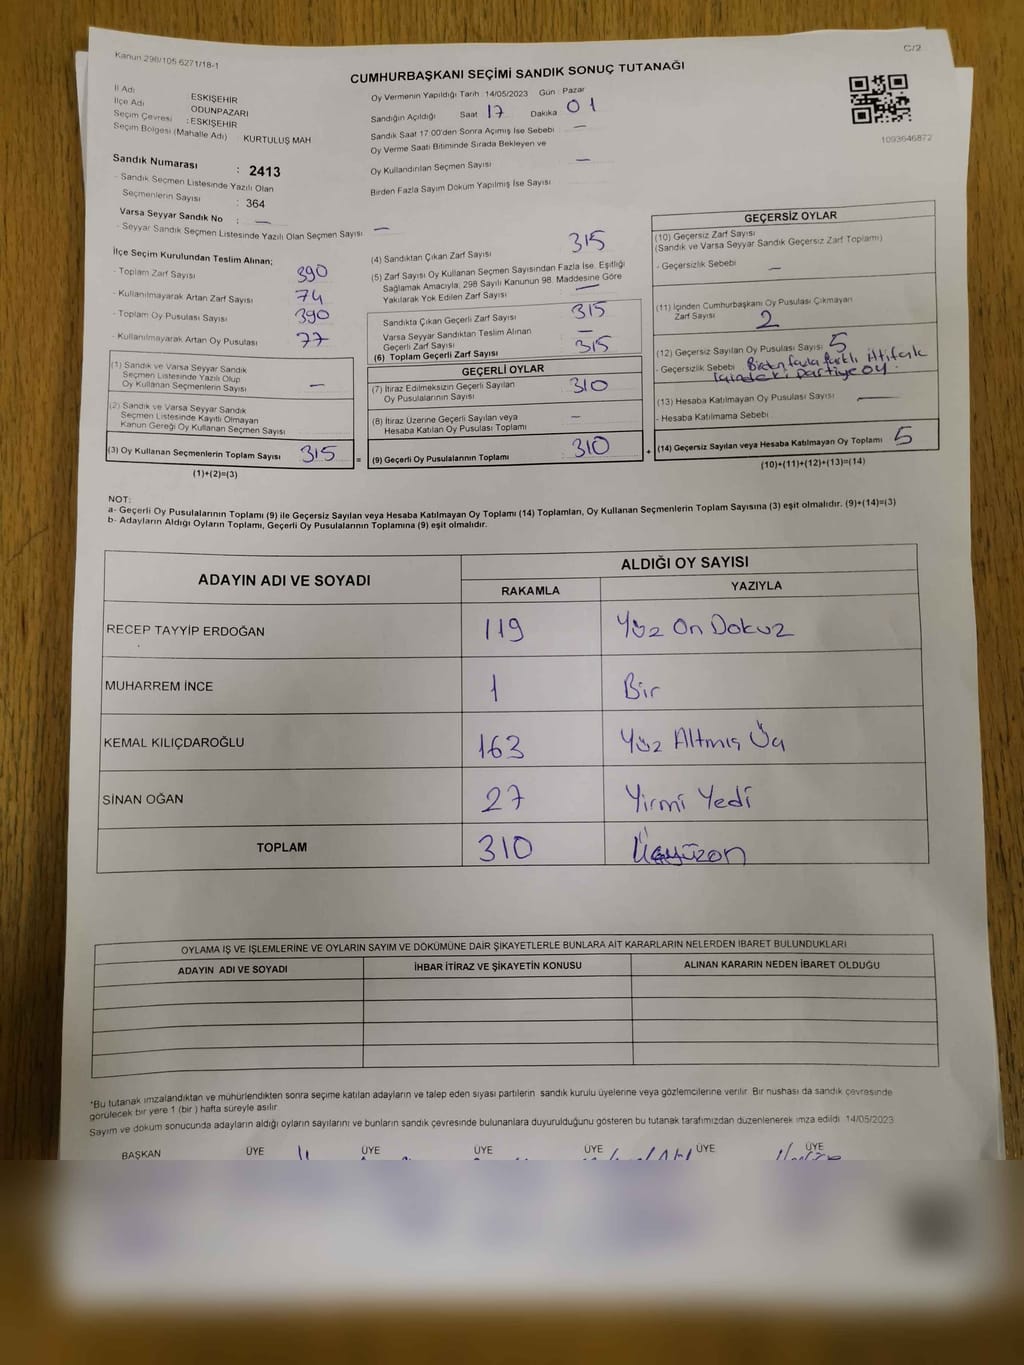 Kanun 298/105 6271/18-1
C/2
CUMHURBAŞKANI SEÇİMİ SANDIK SONUÇ TUTANAĞI
İl Adı : ESKİŞEHİR
İlçe Adı ODUNPAZARI
Seçim Çevresi : ESKİŞEHİR
Seçim Bölgesi (Mahalle Adı) KURTULUŞ MAH
Sandık Numarası : 2413
- Sandık Seçmen Listesinde Yazılı Olan
Seçmenlerin Sayısı : 364
Varsa Seyyar Sandık No : —
- Seyyar Sandık Seçmen Listesinde Yazılı Olan Seçmen Sayısı —
Oy Vermenin Yapıldığı Tarih 14/05/2023 Gün Pazar
Sandığın Açıldığı Saat 17 Dakika 01
Sandık Saat 17:00'den Sonra Açımış İse Sebebi —
Oy Verme Saati Bitiminde Sırada Bekleyen ve
Oy Kullandırılan Seçmen Sayısı —
Birden Fazla Sayım Döküm Yapılmış İse Sayısı
1093646872
İlçe Seçim Kurulundan Teslim Alınan;
- Toplam Zarf Sayısı 390
- Kullanılmayarak Artan Zarf Sayısı 74
- Toplam Oy Pusulası Sayısı 390
- Kullanılmayarak Artan Oy Pusulası 77
(1) Sandık ve Varsa Seyyar Sandık
Seçmen Listesinde Yazılı Olup
Oy Kullanan Seçmenlerin Sayısı —
(2) Sandık ve Varsa Seyyar Sandık
Seçmen Listesinde Kayıtlı Olmayan
Kanun Gereği Oy Kullanan Seçmen Sayısı
(3) Oy Kullanan Seçmenlerin Toplam Sayısı 315 =
(1)+(2)=(3)
(4) Sandıktan Çıkan Zarf Sayısı 315
(5) Zarf Sayısı Oy Kullanan Seçmen Sayısından Fazla İse, Eşitliği
Sağlamak Amacıyla, 298 Sayılı Kanunun 98. Maddesine Göre
Yakılarak Yok Edilen Zarf Sayısı —
Sandıkta Çıkan Geçerli Zarf Sayısı 315
Varsa Seyyar Sandıktan Teslim Alınan
Geçerli Zarf Sayısı —
(6) Toplam Geçerli Zarf Sayısı 315
GEÇERLİ OYLAR
(7) İtiraz Edilmeksizin Geçerli Sayılan
Oy Pusulalarının Sayısı 310
(8) İtiraz Üzerine Geçerli Sayılan veya
Hesaba Katılan Oy Pusulası Toplamı —
(9) Geçerli Oy Pusulalarının Toplamı 310 +
GEÇERSİZ OYLAR
(10) Geçersiz Zarf Sayısı
(Sandık ve Varsa Seyyar Sandık Geçersiz Zarf Toplamı)
- Geçersizlik Sebebi —
(11) İçinden Cumhurbaşkanı Oy Pusulası Çıkmayan
Zarf Sayısı 2
(12) Geçersiz Sayılan Oy Pusulası Sayısı 5
- Geçersizlik Sebebi Birden fazla farklı ittifak
içindeki partiye oy.
(13) Hesaba Katılmayan Oy Pusulası Sayısı —
- Hesaba Katılmama Sebebi
(14) Geçersiz Sayılan veya Hesaba Katılmayan Oy Toplamı 5
(10)+(11)+(12)+(13)=(14)
NOT:
a- Geçerli Oy Pusulalarının Toplamı (9) ile Geçersiz Sayılan veya Hesaba Katılmayan Oy Toplamı (14) Toplamları, Oy Kullanan Seçmenlerin Toplam Sayısına (3) eşit olmalıdır. (9)+(14)=(3)
b- Adayların Aldığı Oyların Toplamı, Geçerli Oy Pusulalarının Toplamına (9) eşit olmalıdır.
ADAYIN ADI VE SOYADI
ALDIĞI OY SAYISI
RAKAMLA YAZIYLA
RECEP TAYYİP ERDOĞAN 119 Yüz On Dokuz
MUHARREM İNCE 1 Bir
KEMAL KILIÇDAROĞLU 163 Yüz Altmış Üç
SİNAN OĞAN 27 Yirmi Yedi
TOPLAM 310 Üçyüzon
OYLAMA İŞ VE İŞLEMLERİNE VE OYLARIN SAYIM VE DÖKÜMÜNE DAİR ŞİKAYETLERLE BUNLARA AİT KARARLARIN NELERDEN İBARET BULUNDUKLARI
ADAYIN ADI VE SOYADI İHBAR İTİRAZ VE ŞİKAYETİN KONUSU ALINAN KARARIN NEDEN İBARET OLDUĞU
*Bu tutanak imzalandıktan ve mühürlendikten sonra seçime katılan adayların ve talep eden siyasi partilerin sandık kurulu üyelerine veya gözlemcilerine verilir. Bir nüshası da sandık çevresinde
görülecek bir yere 1 (bir ) hafta süreyle asılır.
Sayım ve döküm sonucunda adayların aldığı oyların sayılarını ve bunların sandık çevresinde bulunanlara duyurulduğunu gösteren bu tutanak tarafımızdan düzenlenerek imza edildi 14/05/2023
BAŞKAN ÜYE ÜYE ÜYE ÜYE ÜYE ÜYE